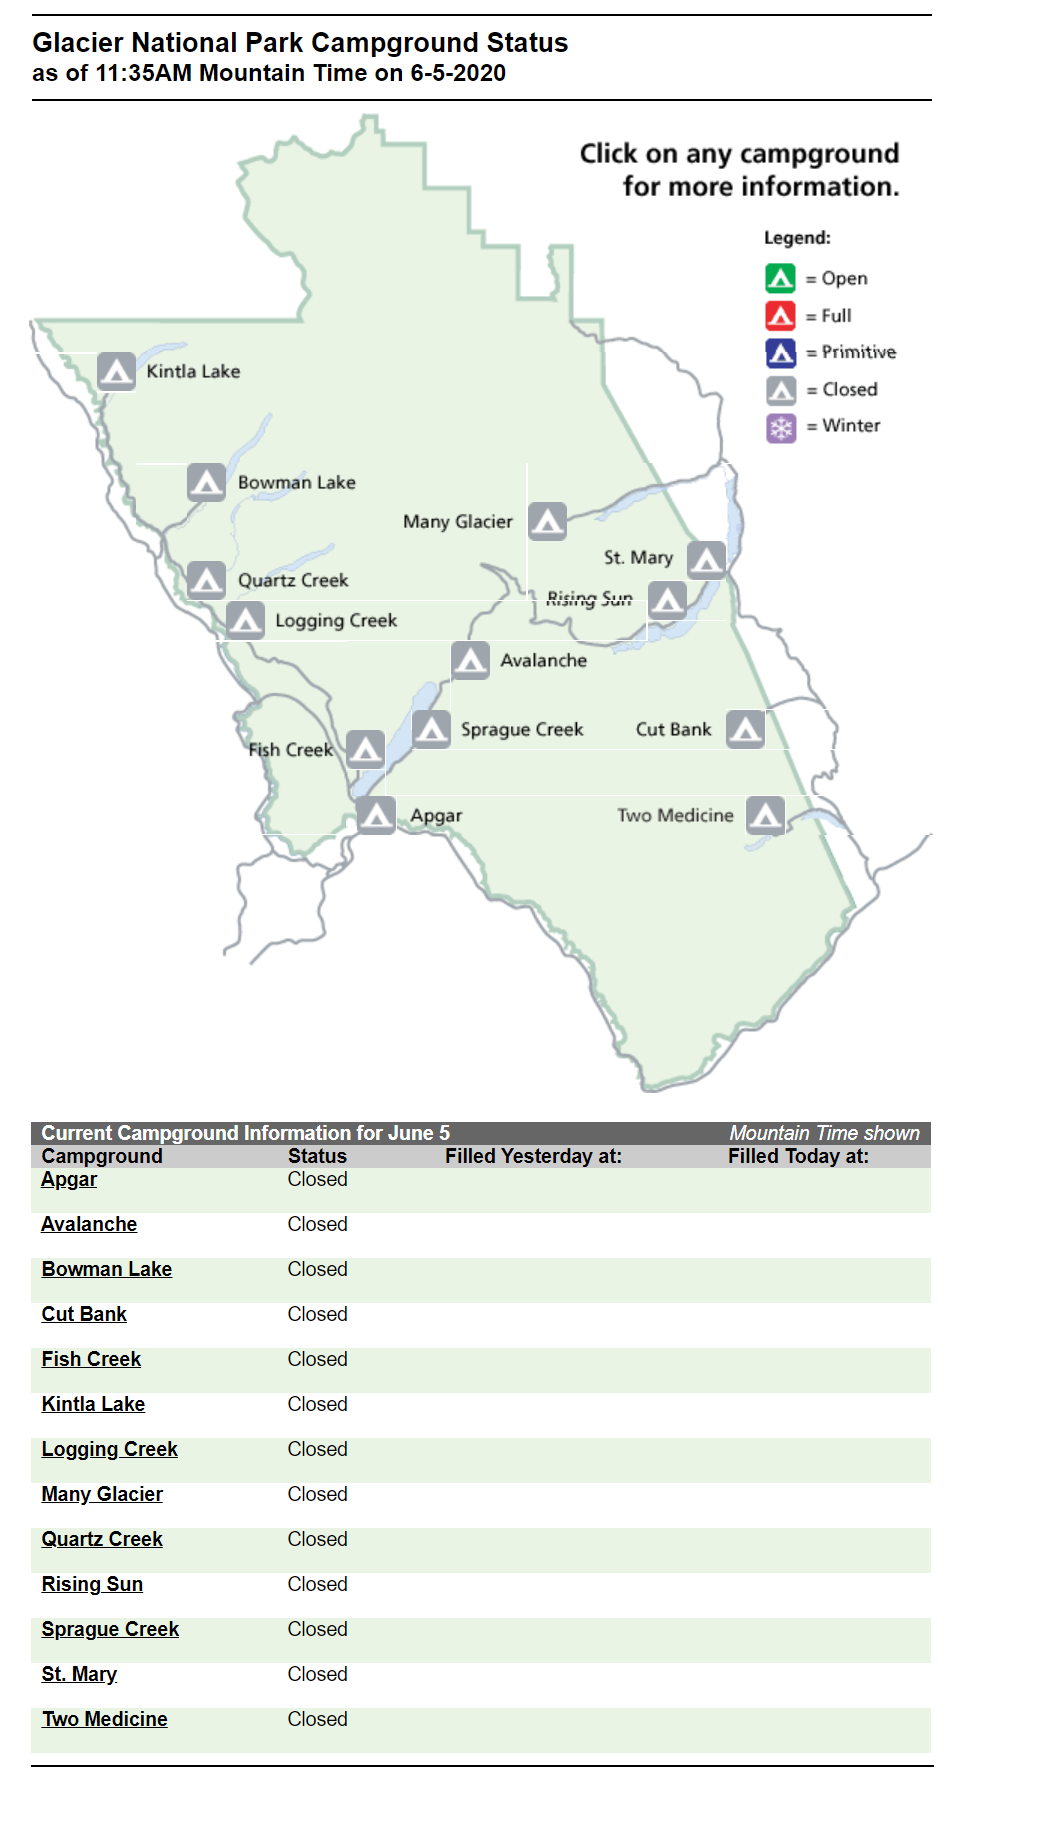 Glacier National Park Campground Status
as of 11:35AM Mountain Time on 6-5-2020
Click on any campground
for more information.
Legend:
= Open
= Full
= Primitive
= Closed
= Winter
Kintla Lake
Bowman Lake
Many Glacier
St. Mary
Quartz Creek
Rising Sun
Logging Creek
Avalanche
Sprague Creek
Cut Bank
Fish Creek
Apgar
Two Medicine
Current Campground Information for June 5 Mountain Time shown
Campground Status Filled Yesterday at: Filled Today at:
Apgar Closed
Avalanche Closed
Bowman Lake Closed
Cut Bank Closed
Fish Creek Closed
Kintla Lake Closed
Logging Creek Closed
Many Glacier Closed
Quartz Creek Closed
Rising Sun Closed
Sprague Creek Closed
St. Mary Closed
Two Medicine Closed